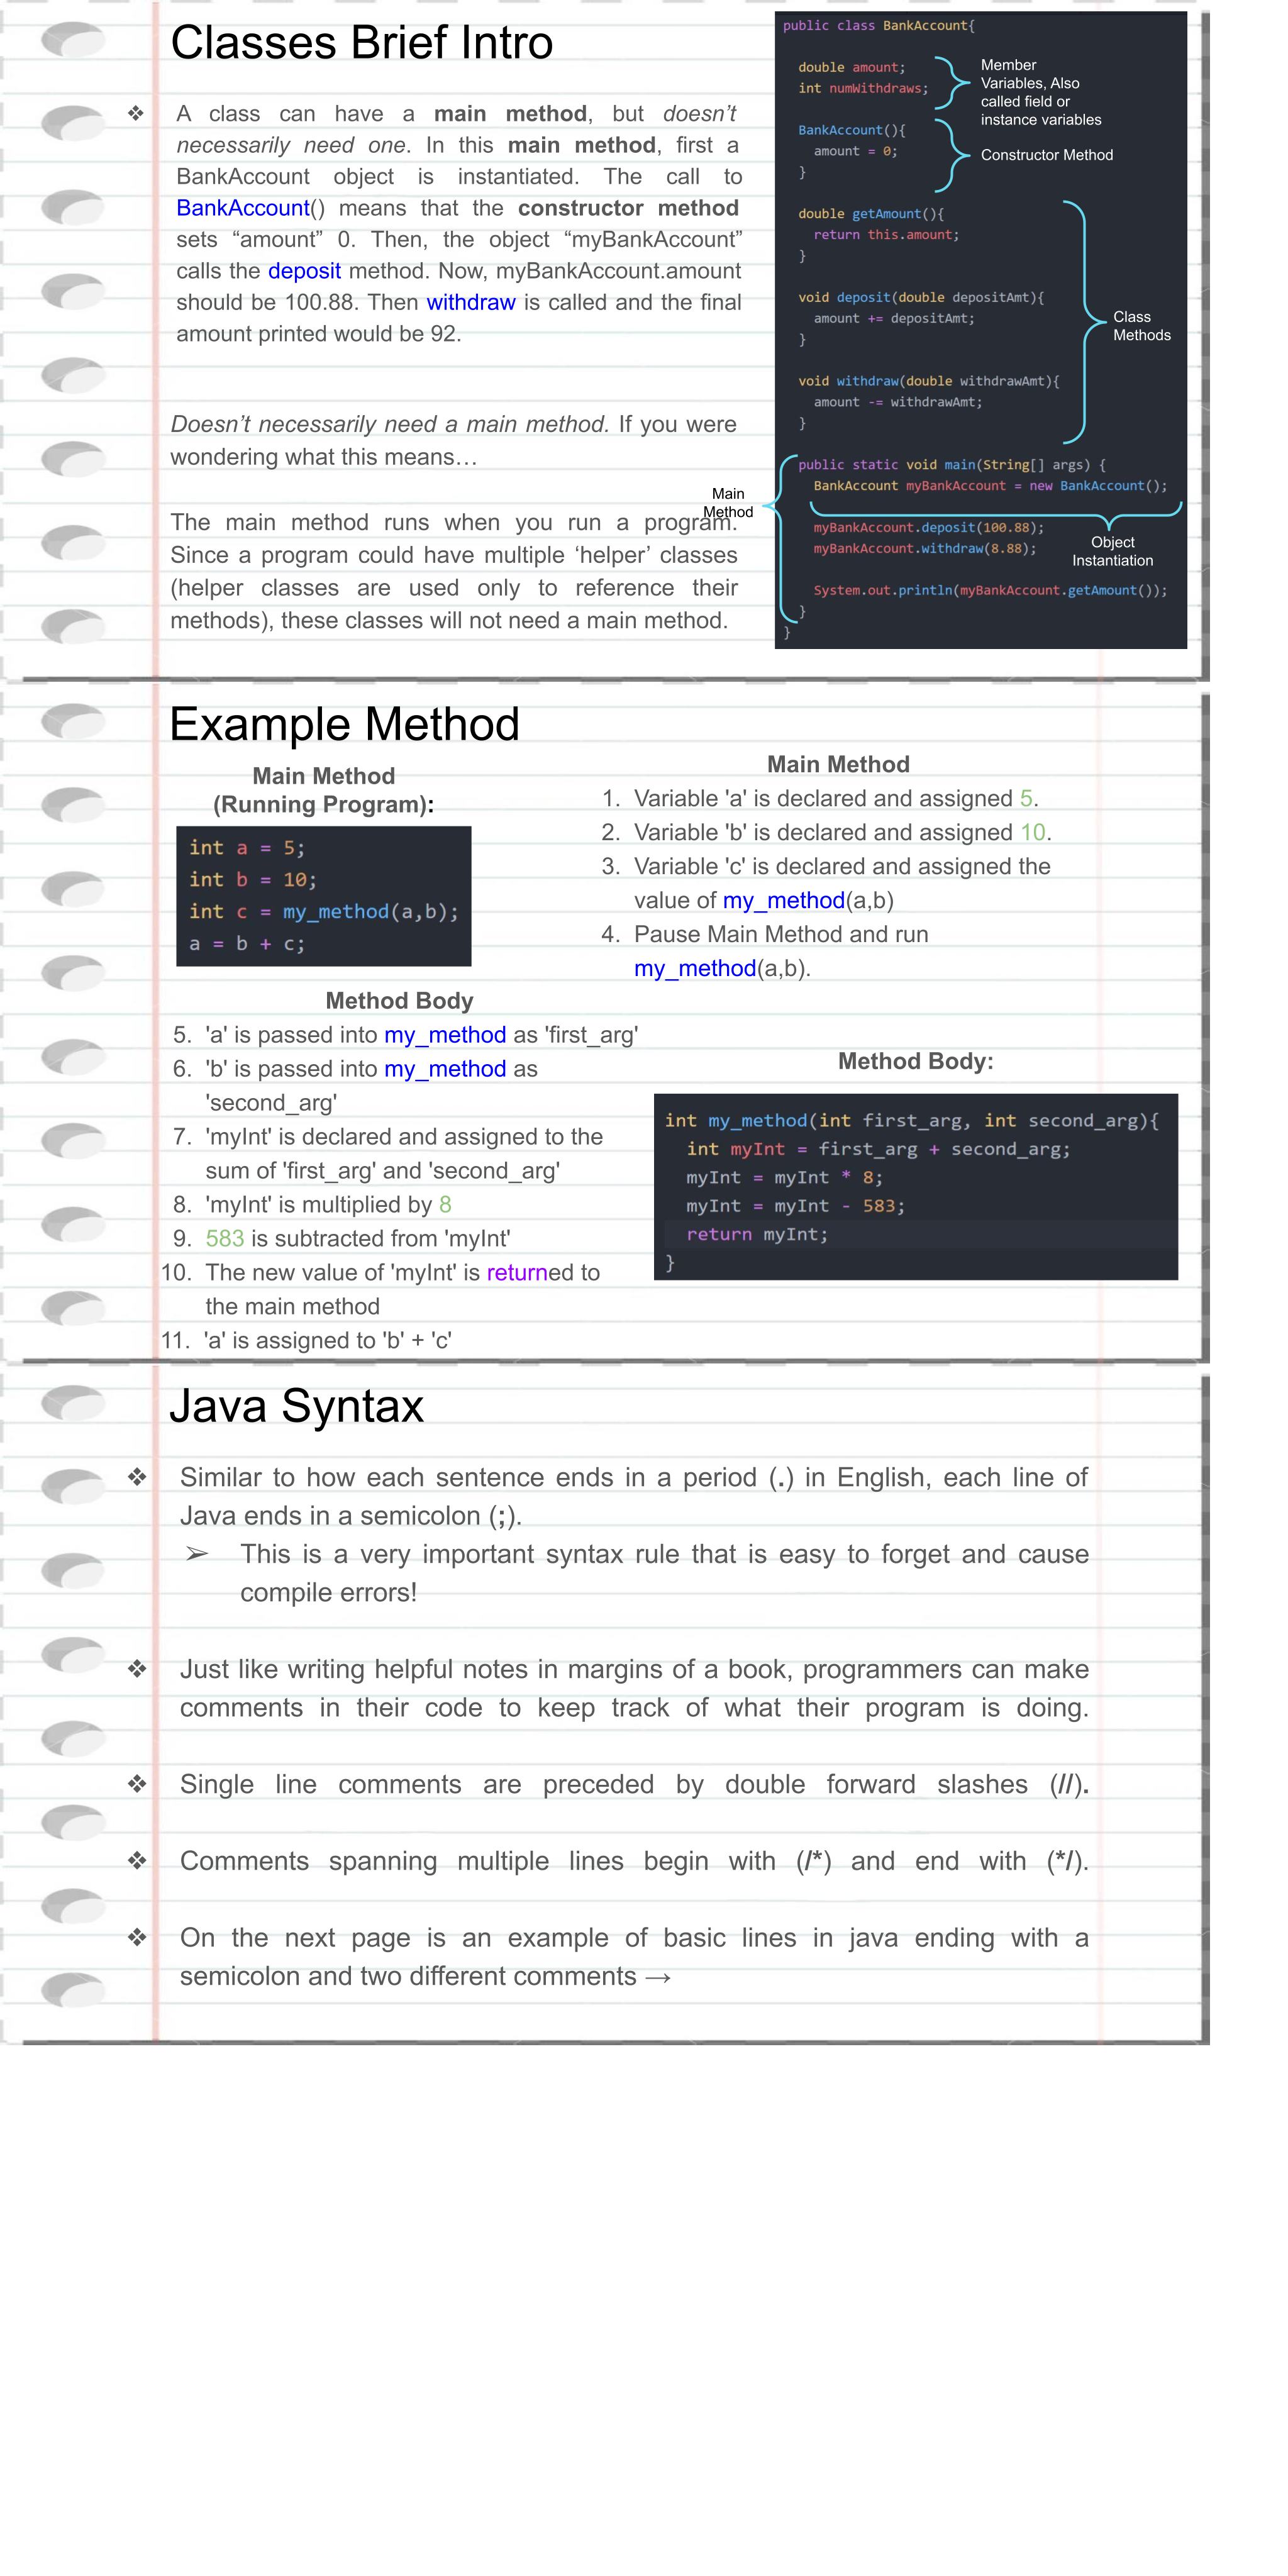 Classes Brief Intro
❖ A class can have a main method, but doesn’t
necessarily need one. In this main method, first a
BankAccount object is instantiated. The call to
BankAccount() means that the constructor method
sets “amount” 0. Then, the object “myBankAccount”
calls the deposit method. Now, myBankAccount.amount
should be 100.88. Then withdraw is called and the final
amount printed would be 92.
Doesn’t necessarily need a main method. If you were
wondering what this means…
The main method runs when you run a program.
Since a program could have multiple ‘helper’ classes
(helper classes are used only to reference their
methods), these classes will not need a main method.
public class BankAccount{
double amount;
int numWithdraws;
Member
Variables, Also
called field or
instance variables
BankAccount(){
amount = 0;
}
Constructor Method
double getAmount(){
return this.amount;
}
void deposit(double depositAmt){
amount += depositAmt;
}
void withdraw(double withdrawAmt){
amount -= withdrawAmt;
}
Class
Methods
Main
Method
public static void main(String[] args) {
BankAccount myBankAccount = new BankAccount();
myBankAccount.deposit(100.88);
myBankAccount.withdraw(8.88);
Object
Instantiation
System.out.println(myBankAccount.getAmount());
}
}
Example Method
Main Method
(Running Program):
int a = 5;
int b = 10;
int c = my_method(a,b);
a = b + c;
Main Method
1. Variable 'a' is declared and assigned 5.
2. Variable 'b' is declared and assigned 10.
3. Variable 'c' is declared and assigned the
value of my_method(a,b)
4. Pause Main Method and run
my_method(a,b).
Method Body
5. 'a' is passed into my_method as 'first_arg'
6. 'b' is passed into my_method as
'second_arg'
7. 'myInt' is declared and assigned to the
sum of 'first_arg' and 'second_arg'
8. 'myInt' is multiplied by 8
9. 583 is subtracted from 'myInt'
10. The new value of 'myInt' is returned to
the main method
11. 'a' is assigned to 'b' + 'c'
Method Body:
int my_method(int first_arg, int second_arg){
int myInt = first_arg + second_arg;
myInt = myInt * 8;
myInt = myInt - 583;
return myInt;
}
Java Syntax
❖ Similar to how each sentence ends in a period (.) in English, each line of
Java ends in a semicolon (;).
➢ This is a very important syntax rule that is easy to forget and cause
compile errors!
❖ Just like writing helpful notes in margins of a book, programmers can make
comments in their code to keep track of what their program is doing.
❖ Single line comments are preceded by double forward slashes (//).
❖ Comments spanning multiple lines begin with (/*) and end with (*/).
❖ On the next page is an example of basic lines in java ending with a
semicolon and two different comments →